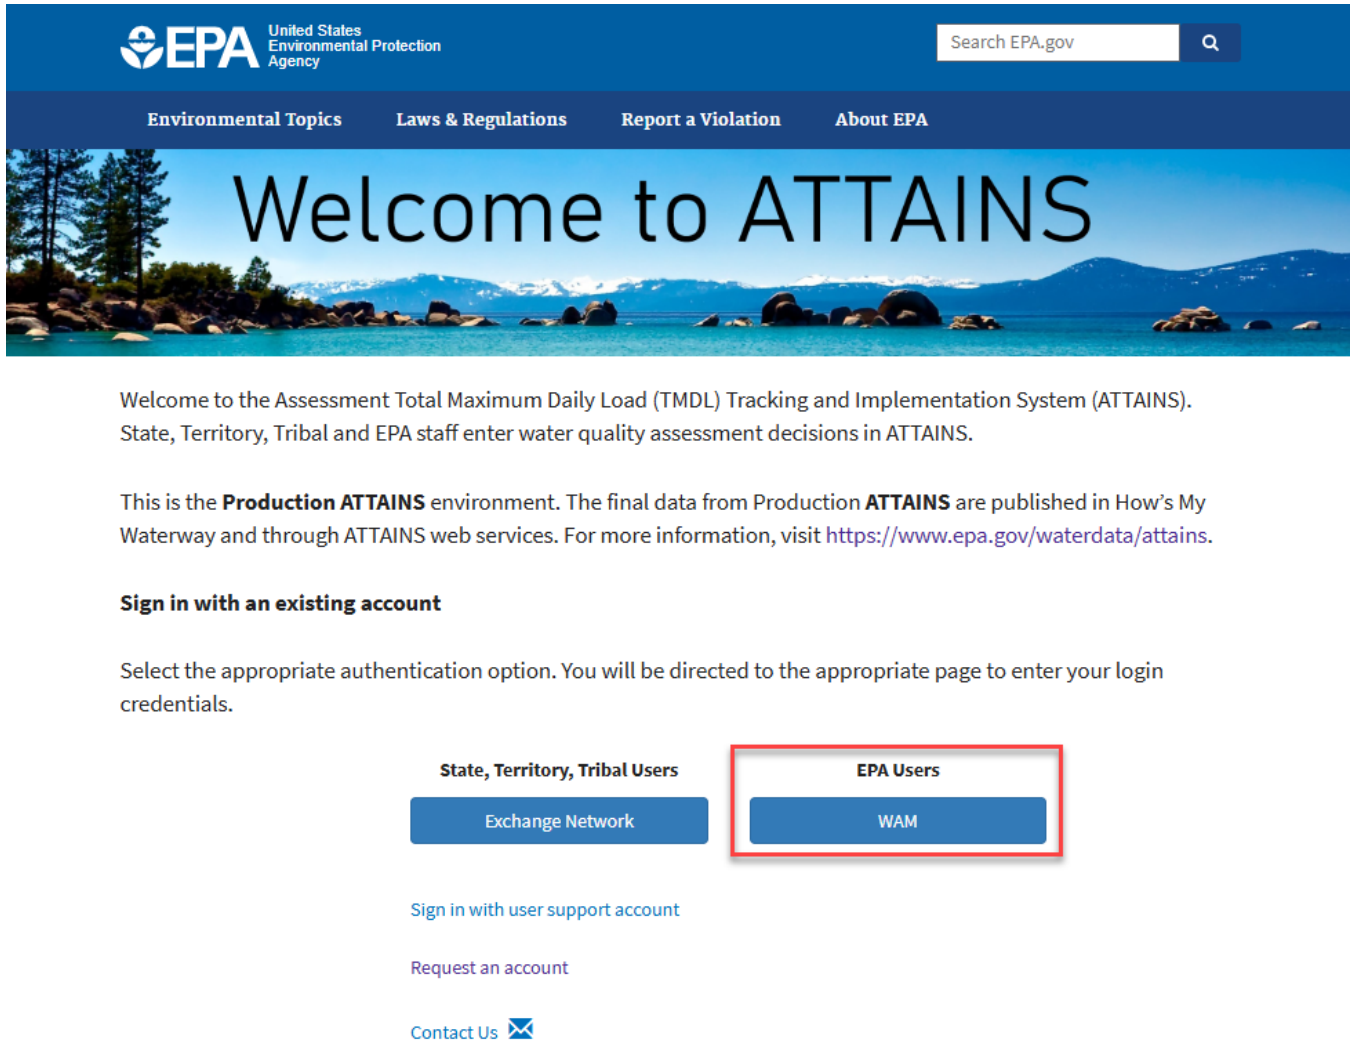 EPA
United States
Environmental Protection
Agency
Search EPA.gov
Environmental Topics
Laws & Regulations
Report a Violation
About EPA
Welcome to ATTAINS
Welcome to the Assessment Total Maximum Daily Load (TMDL) Tracking and Implementation System (ATTAINS).
State, Territory, Tribal and EPA staff enter water quality assessment decisions in ATTAINS.
This is the Production ATTAINS environment. The final data from Production ATTAINS are published in How's My
Waterway and through ATTAINS web services. For more information, visit https://www.epa.gov/waterdata/attains.
Sign in with an existing account
Select the appropriate authentication option. You will be directed to the appropriate page to enter your login
credentials.
State, Territory, Tribal Users
EPA Users
Exchange Network
WAM
Sign in with user support account
Request an account
Contact Us